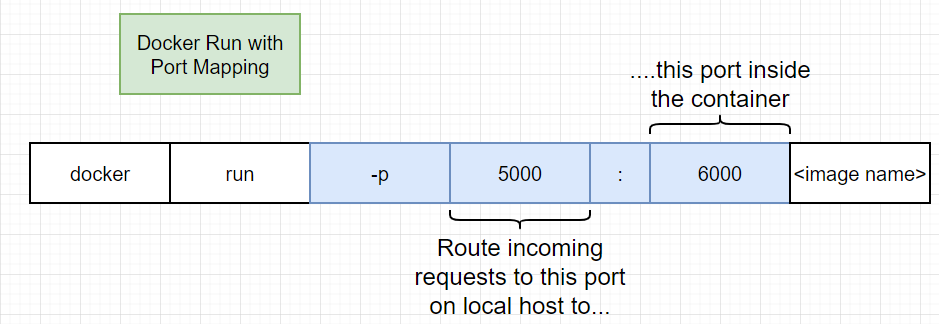 Docker Run with
Port Mapping
....this port inside
the container
docker run -p 5000 : 6000 <image name>
Route incoming
requests to this port
on local host to...